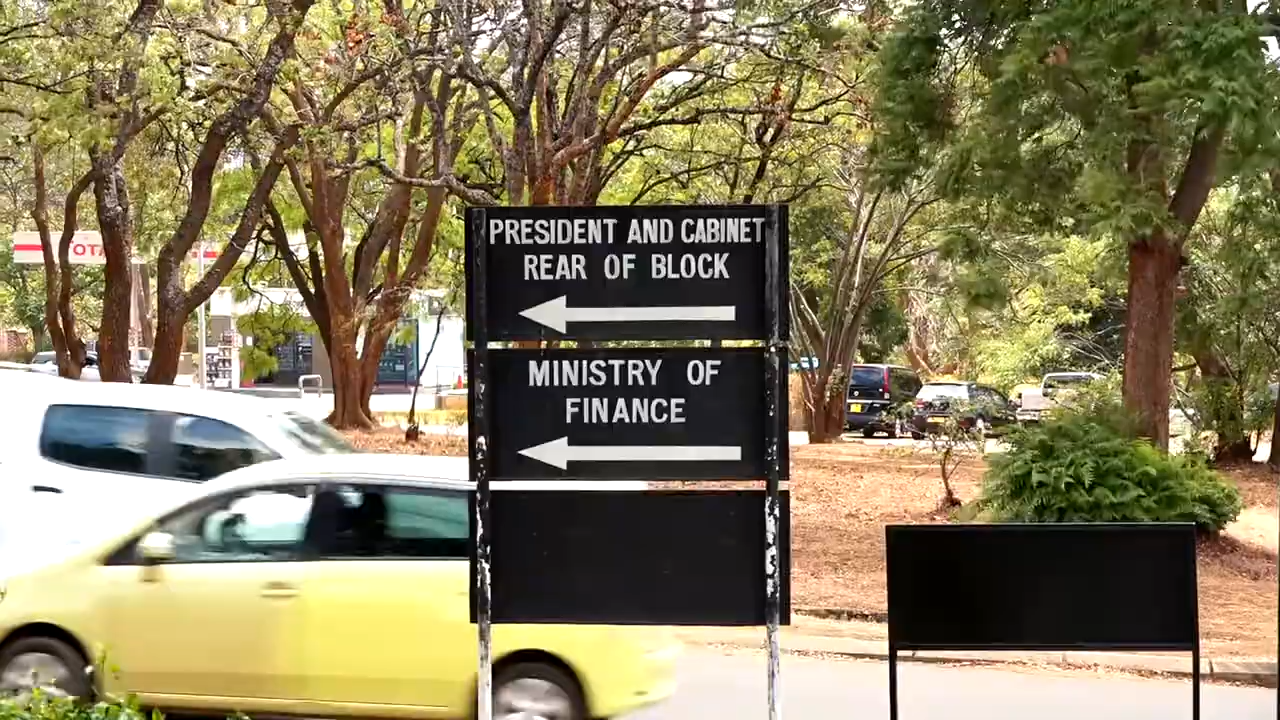 PRESIDENT AND CABINET
REAR OF BLOCK
MINISTRY OF
FINANCE